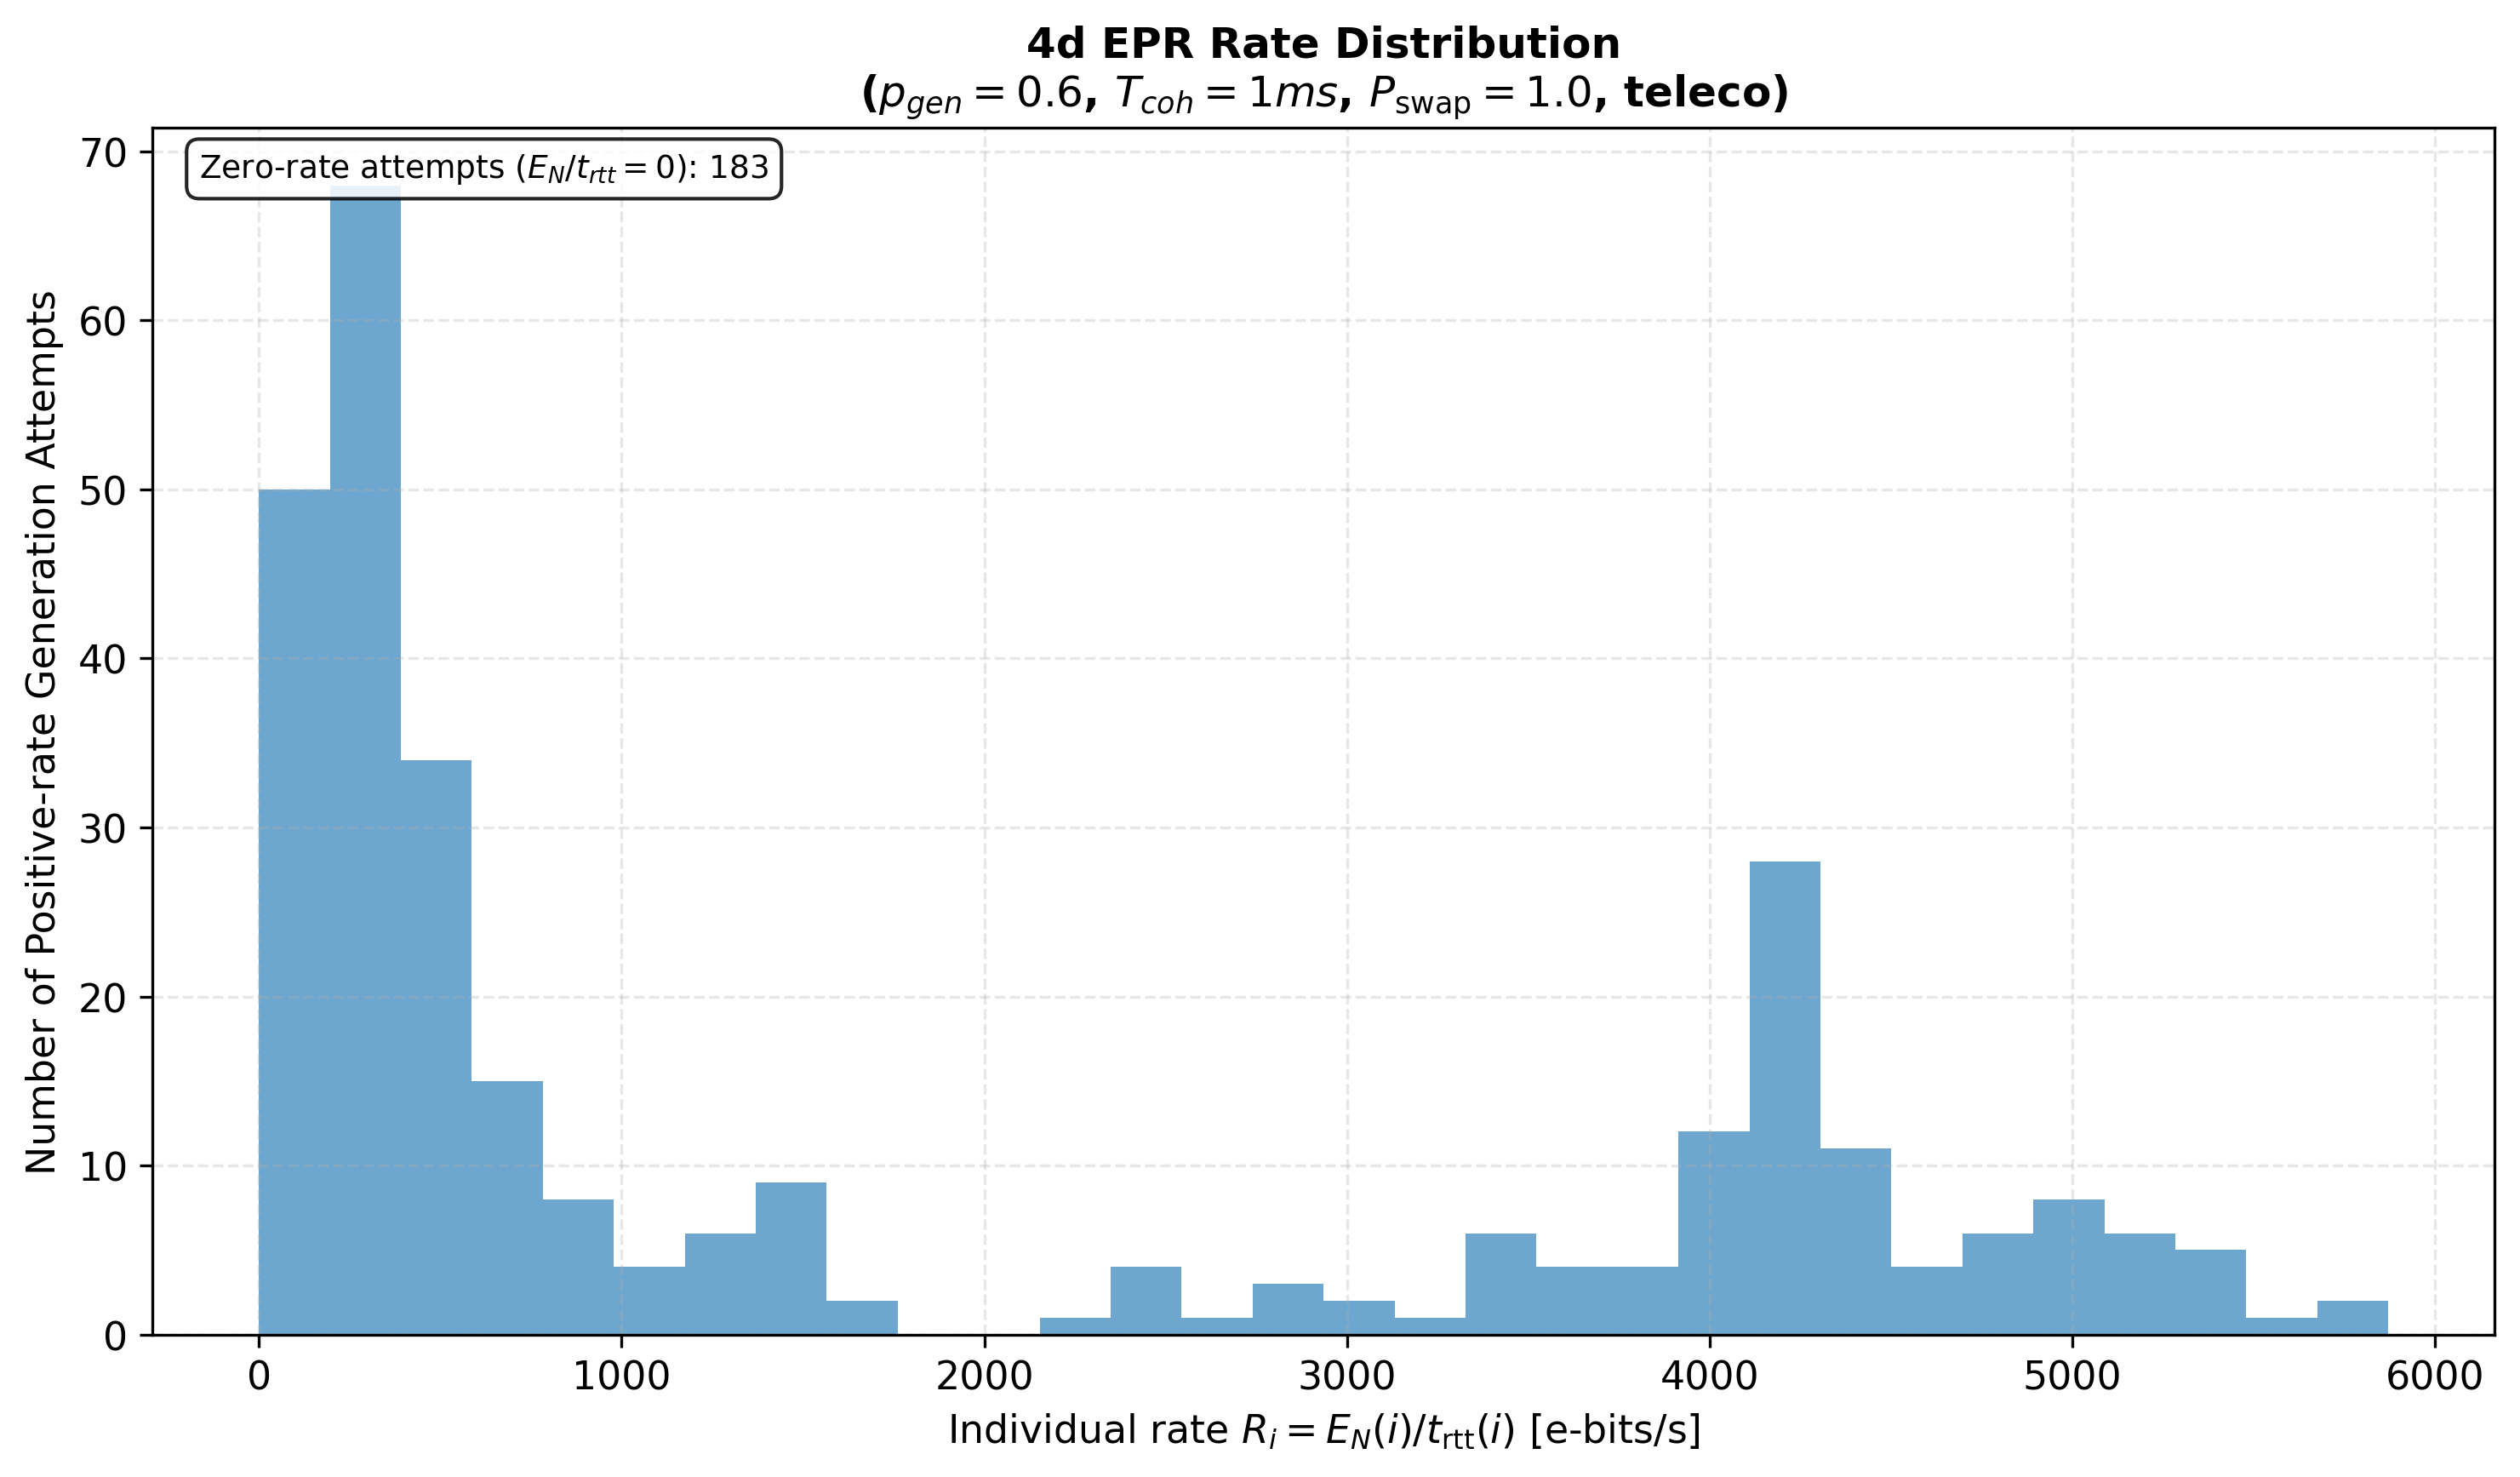 4d EPR Rate Distribution
(p_gen = 0.6, T_coh = 1ms, P_swap = 1.0, teleco)
Zero-rate attempts (E_N/t_rtt = 0): 183
Number of Positive-rate Generation Attempts
70
60
50
40
30
20
10
0
0 1000 2000 3000 4000 5000 6000
Individual rate R_i = E_N(i)/t_rtt(i) [e-bits/s]